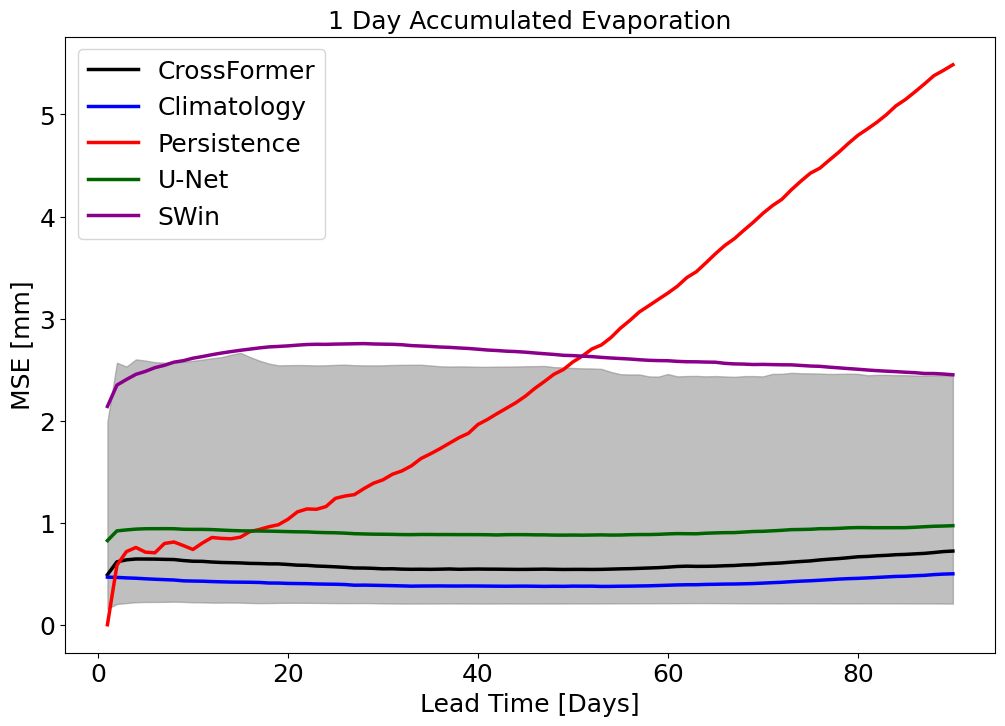 1 Day Accumulated Evaporation
CrossFormer
Climatology
Persistence
U-Net
SWin
MSE [mm]
5
4
3
2
1
0
0 20 40 60 80
Lead Time [Days]